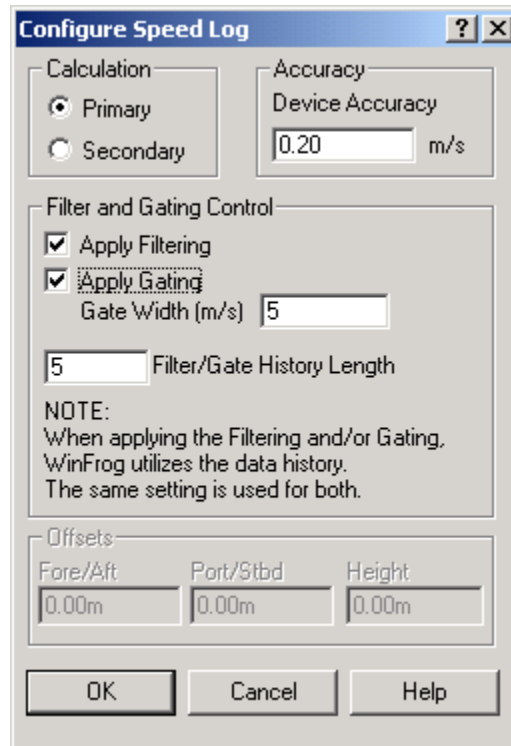 Configure Speed Log
Calculation
Primary
Secondary
Accuracy
Device Accuracy
0.20 m/s
Filter and Gating Control
Apply Filtering
Apply Gating
Gate Width (m/s) 5
5 Filter/Gate History Length
NOTE:
When applying the Filtering and/or Gating,
WinFrog utilizes the data history.
The same setting is used for both.
Offsets
Fore/Aft Port/Stbd Height
0.00m 0.00m 0.00m
OK Cancel Help